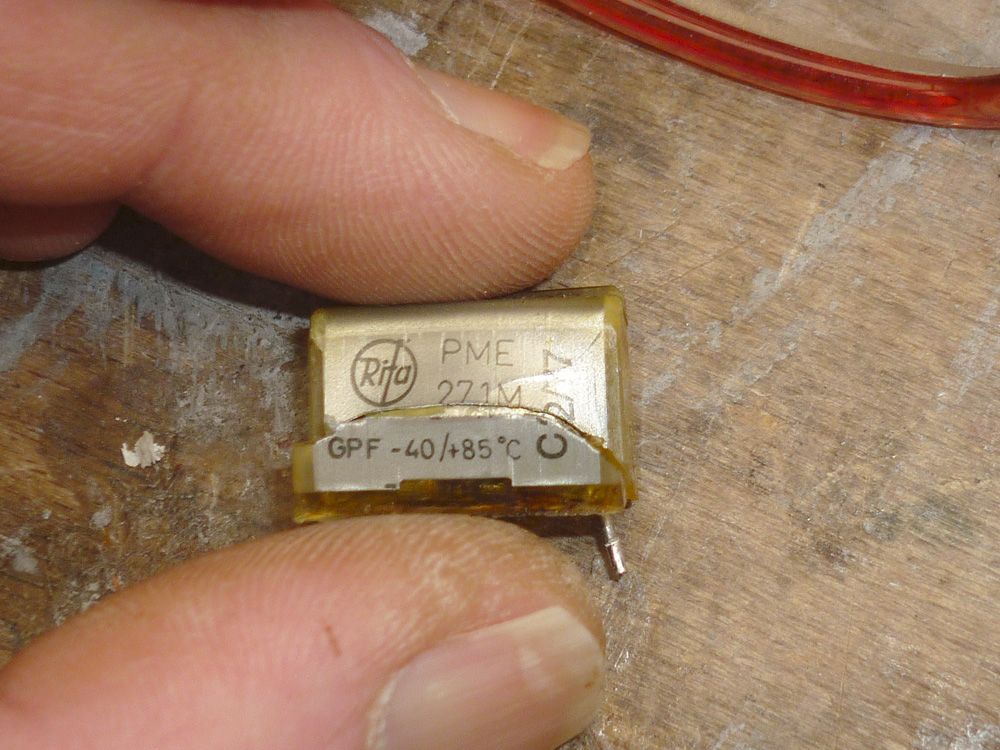 Rifa
PME
271M
GPF -40/+85°C